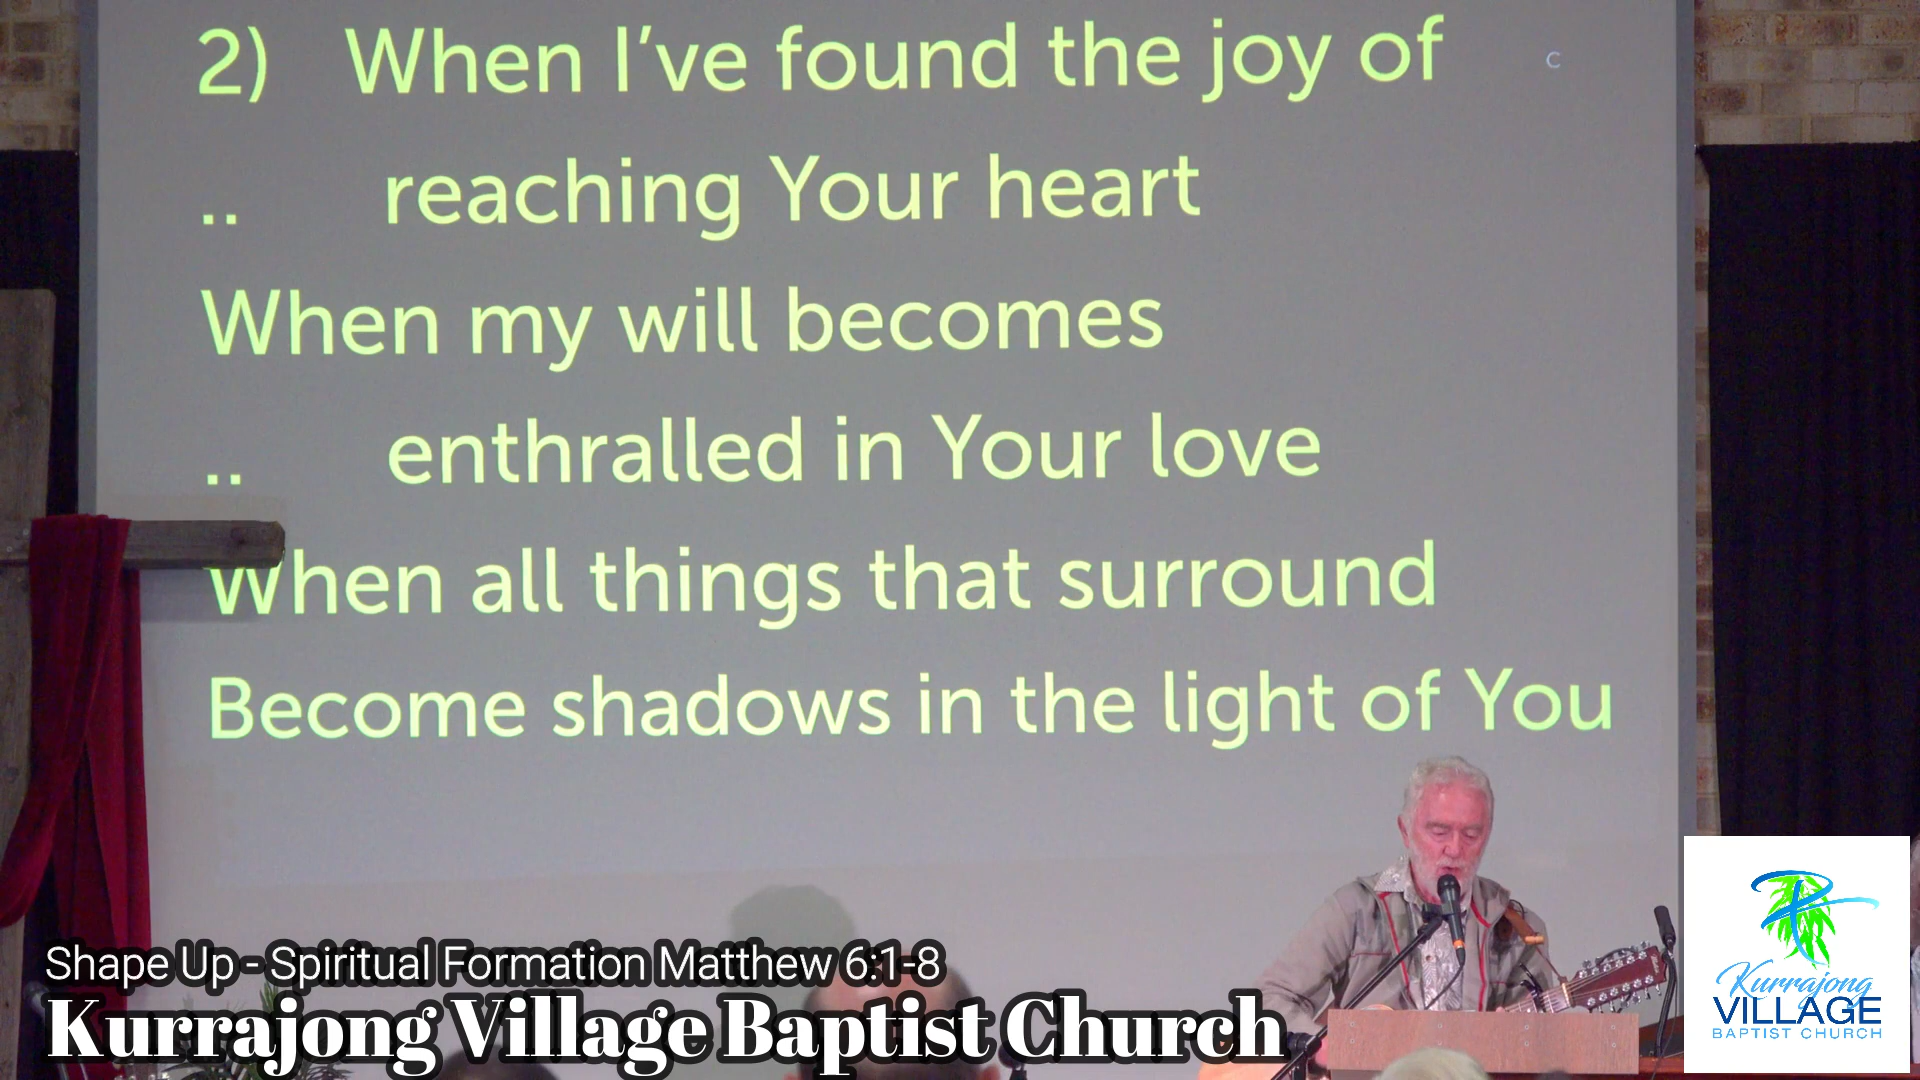 2) When I've found the joy of
C
.. reaching Your heart
When my will becomes
.. enthralled in Your love
When all things that surround
Become shadows in the light of You
Shape Up - Spiritual Formation Matthew 6:1-8
Kurrajong Village Baptist Church
Kurrajong
VILLAGE
BAPTIST CHURCH